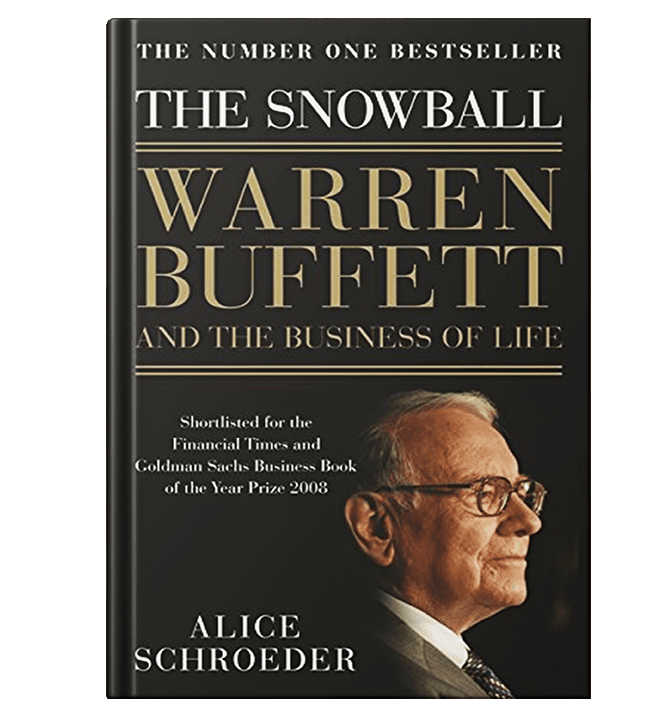 THE NUMBER ONE BESTSELLER
THE SNOWBALL
WARREN
BUFFETT
AND THE BUSINESS OF LIFE
Shortlisted for the
Financial Times and
Goldman Sachs Business Book
of the Year Prize 2008
ALICE
SCHROEDER